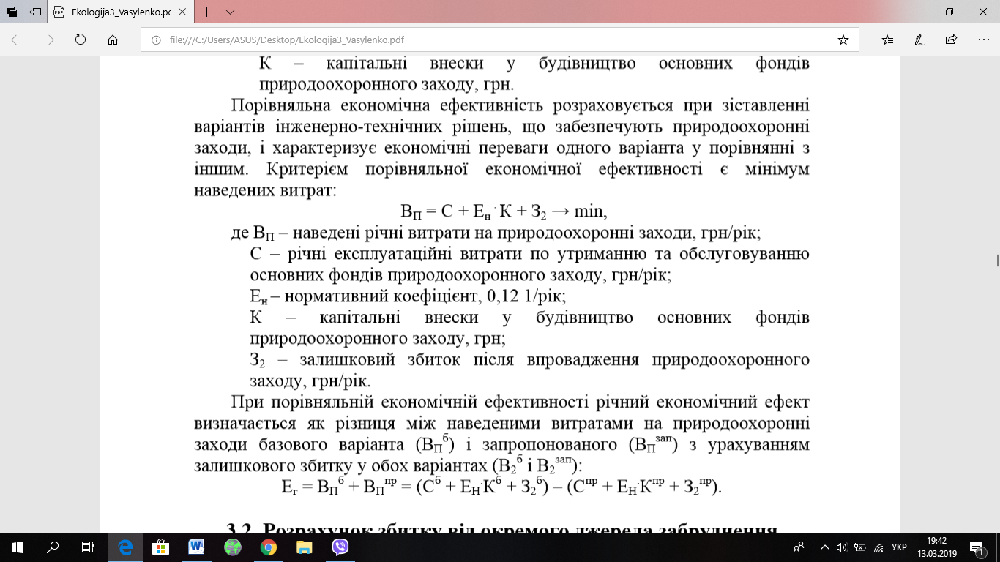 Ekologija3_Vasylenko.pc
file:///C:/Users/ASUS/Desktop/Ekologija3_Vasylenko.pdf
К – капітальні внески у будівництво основних фондів
природоохоронного заходу, грн.
Порівняльна економічна ефективність розраховується при зіставленні
варіантів інженерно-технічних рішень, що забезпечують природоохоронні
заходи, і характеризує економічні переваги одного варіанта у порівнянні з
іншим. Критерієм порівняльної економічної ефективності є мінімум
наведених витрат:
В_П = С + Е_н · К + З_2 → min,
де В_П – наведені річні витрати на природоохоронні заходи, грн/рік;
С – річні експлуатаційні витрати по утриманню та обслуговуванню
основних фондів природоохоронного заходу, грн/рік;
Е_н – нормативний коефіцієнт, 0,12 1/рік;
К – капітальні внески у будівництво основних фондів
природоохоронного заходу, грн;
З_2 – залишковий збиток після впровадження природоохоронного
заходу, грн/рік.
При порівняльній економічній ефективності річний економічний ефект
визначається як різниця між наведеними витратами на природоохоронні
заходи базового варіанта (В_П^б) і запропонованого (В_П^зап) з урахуванням
залишкового збитку у обох варіантах (В_2^б і В_2^зап):
Е_г = В_П^б + В_П^пр = (С^б + Е_Н·К^б + З_2^б) – (С^пр + Е_Н·К^пр + З_2^пр).
3.2. Розрахунок збитку від окремого джерела забруднення
УКР
19:42
13.03.2019
1